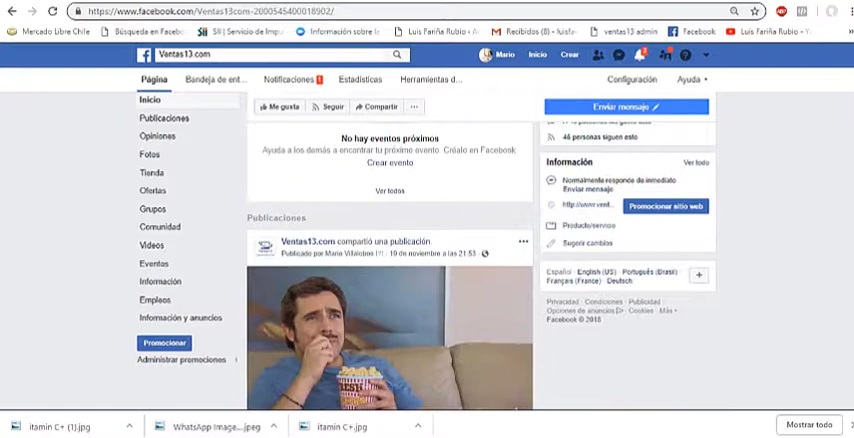 https://www.facebook.com/Ventas13com-2000545400018902/
ABP
Mercado Libre Chile
Búsqueda en Facebo
SII | Servicio de Impu
Información sobre la
Luis Fariña Rubio - A
Recibidos (8) - luisfa
ventas13 admin
Facebook
Luis Fariña Rubio - Y
Ventas13.com
Mario
Inicio
Crear
Página
Bandeja de ent...
Notificaciones
Estadísticas
Herramientas d...
Configuración
Ayuda
Inicio
Publicaciones
Opiniones
Fotos
Tienda
Ofertas
Grupos
Comunidad
Videos
Eventos
Información
Empleos
Información y anuncios
Promocionar
Administrar promociones
Me gusta
Seguir
Compartir
...
No hay eventos próximos
Ayuda a los demás a encontrar tu próximo evento. Créalo en Facebook.
Crear evento
Ver todos
Publicaciones
Ventas13.com compartió una publicación.
Publicado por Mario Villalobos [?] · 19 de noviembre a las 21:53 ·
FRESH
Enviar mensaje
46 personas siguen esto
Información
Ver todo
Normalmente responde de inmediato
Enviar mensaje
http://www.vent...
Promocionar sitio web
Producto/servicio
Sugerir cambios
Español · English (US) · Português (Brasil) ·
Français (France) · Deutsch
Privacidad · Condiciones · Publicidad ·
Opciones de anuncios · Cookies · Más
Facebook © 2018
itamin C+ (1).jpg
WhatsApp Image....jpeg
itamin C+.jpg
Mostrar todo